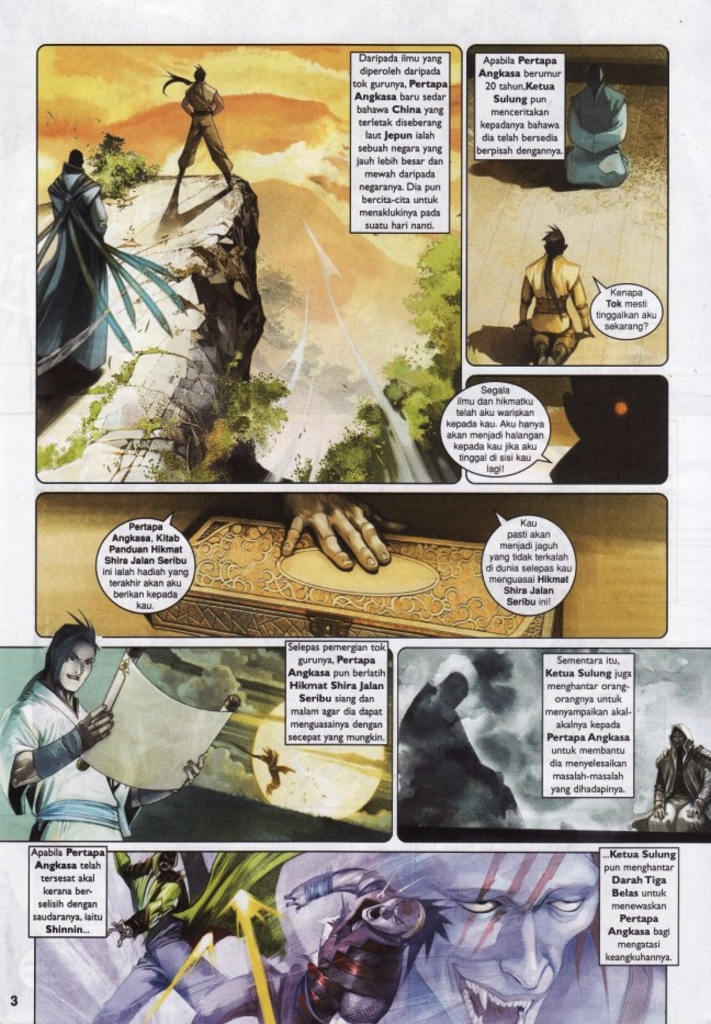 Daripada ilmu yang
diperoleh daripada
tok gurunya, Pertapa
Angkasa baru sedar
bahawa China yang
terletak diseberang
laut Jepun ialah
sebuah negara yang
jauh lebih besar dan
mewah daripada
negaranya. Dia pun
bercita-cita untuk
menaklukinya pada
suatu hari nanti.
Apabila Pertapa
Angkasa berumur
20 tahun,Ketua
Sulung pun
menceritakan
kepadanya bahawa
dia telah bersedia
berpisah dengannya.
Kenapa
Tok mesti
tinggalkan aku
sekarang?
Segala
ilmu dan hikmatku
telah aku wariskan
kepada kau. Aku hanya
akan menjadi halangan
kepada kau jika aku
tinggal di sisi kau
lagi!
Pertapa
Angkasa, Kitab
Panduan Hikmat
Shira Jalan Seribu
ini ialah hadiah yang
terakhir akan aku
berikan kepada
kau.
Kau
pasti akan
menjadi jaguh
yang tidak terkalah
di dunia selepas kau
menguasai Hikmat
Shira Jalan
Seribu ini!
Selepas pemergian tok
gurunya, Pertapa
Angkasa pun berlatih
Hikmat Shira Jalan
Seribu siang dan
malam agar dia dapat
menguasainya dengan
secepat yang mungkin.
Sementara itu,
Ketua Sulung juga
menghantar orang-
orangnya untuk
menyampaikan akal-
akalnya kepada
Pertapa Angkasa
untuk membantu
dia menyelesaikan
masalah-masalah
yang dihadapinya.
Apabila Pertapa
Angkasa telah
tersesat akal
kerana ber-
selisih dengan
saudaranya, iaitu
Shinnin...
...Ketua Sulung
pun menghantar
Darah Tiga
Belas untuk
menewaskan
Pertapa
Angkasa bagi
mengatasi
keangkuhannya.
3